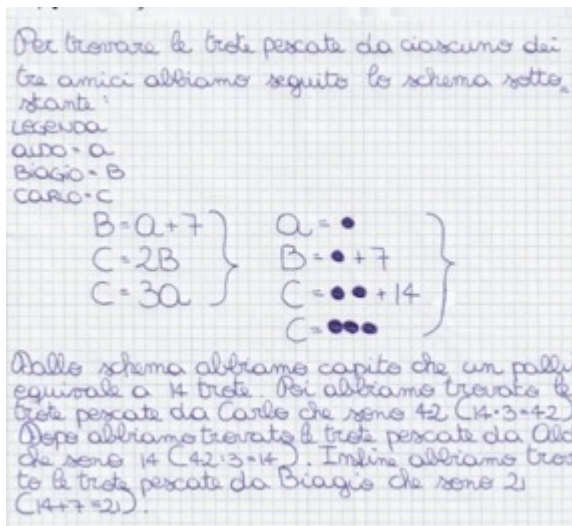 Per trovare le trote pescate da ciascuno dei
tre amici abbiamo seguito lo schema sotto
stante:
LEGENDA
ALDO = A
BIAGIO = B
CARLO = C
B = A + 7
C = 2B
C = 3A
A = ●
B = ● + 7
C = ●● + 14
C = ●●●
Dallo schema abbiamo capito che un palli
equivale a 14 trote. Poi abbiamo trovato le
trote pescate da Carlo che sono 42 (14·3=42)
Dopo abbiamo trovato le trote pescate da Ald
che sono 14 (42:3=14). Infine abbiamo trov
to le trote pescate da Biagio che sono 21
(14+7=21).